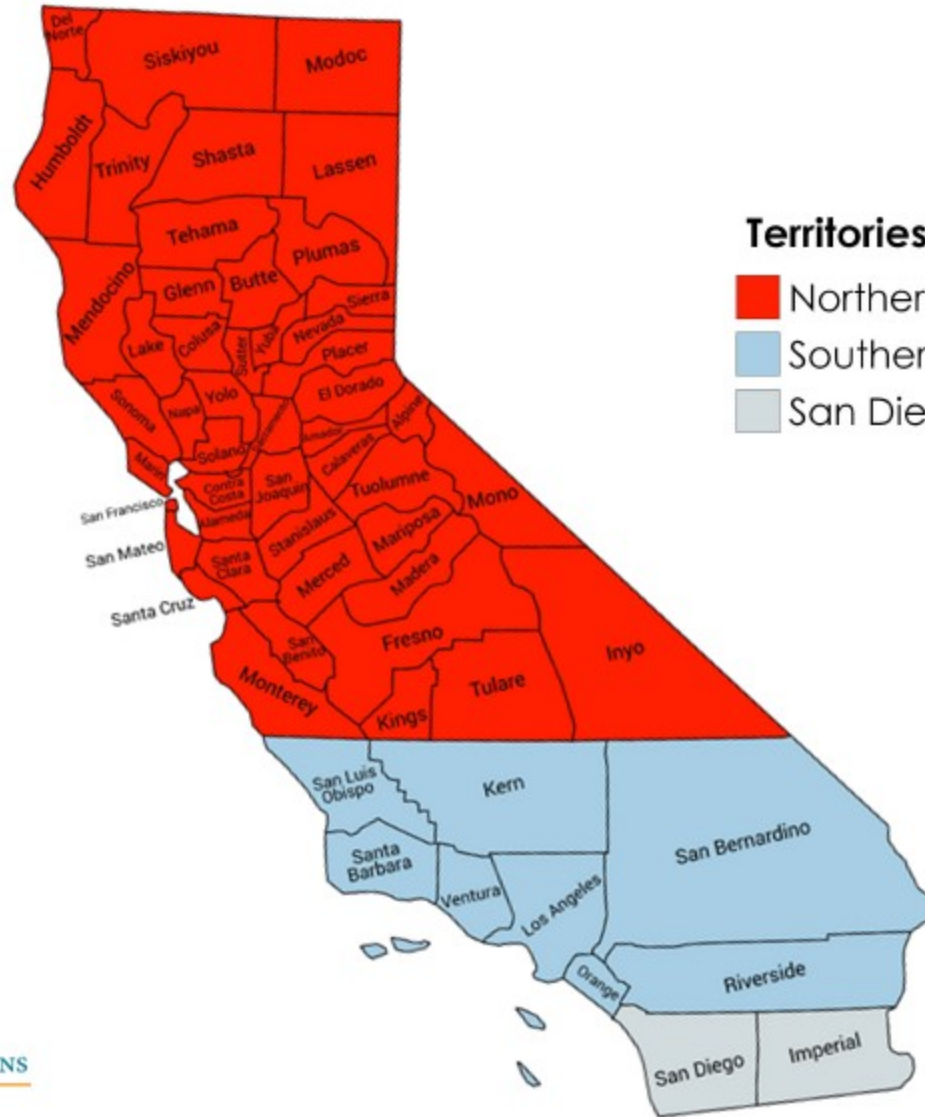 Del
Norte
Siskiyou
Modoc
Humboldt
Trinity
Shasta
Lassen
Tehama
Plumas
Mendocino
Glenn
Butte
Sierra
Lake
Colusa
Sutter
Yuba
Nevada
Placer
Sonoma
Napa
Yolo
El Dorado
Sacramento
Alpine
Amador
Solano
Marin
Calaveras
Contra
Costa
San
Joaquin
Tuolumne
Mono
San Francisco
Alameda
Stanislaus
Mariposa
San Mateo
Santa
Clara
Merced
Madera
Santa Cruz
San
Benito
Fresno
Inyo
Monterey
Kings
Tulare
San Luis
Obispo
Kern
San Bernardino
Santa
Barbara
Ventura
Los Angeles
Orange
Riverside
San Diego
Imperial
Territories
Norther
Souther
San Die
NS